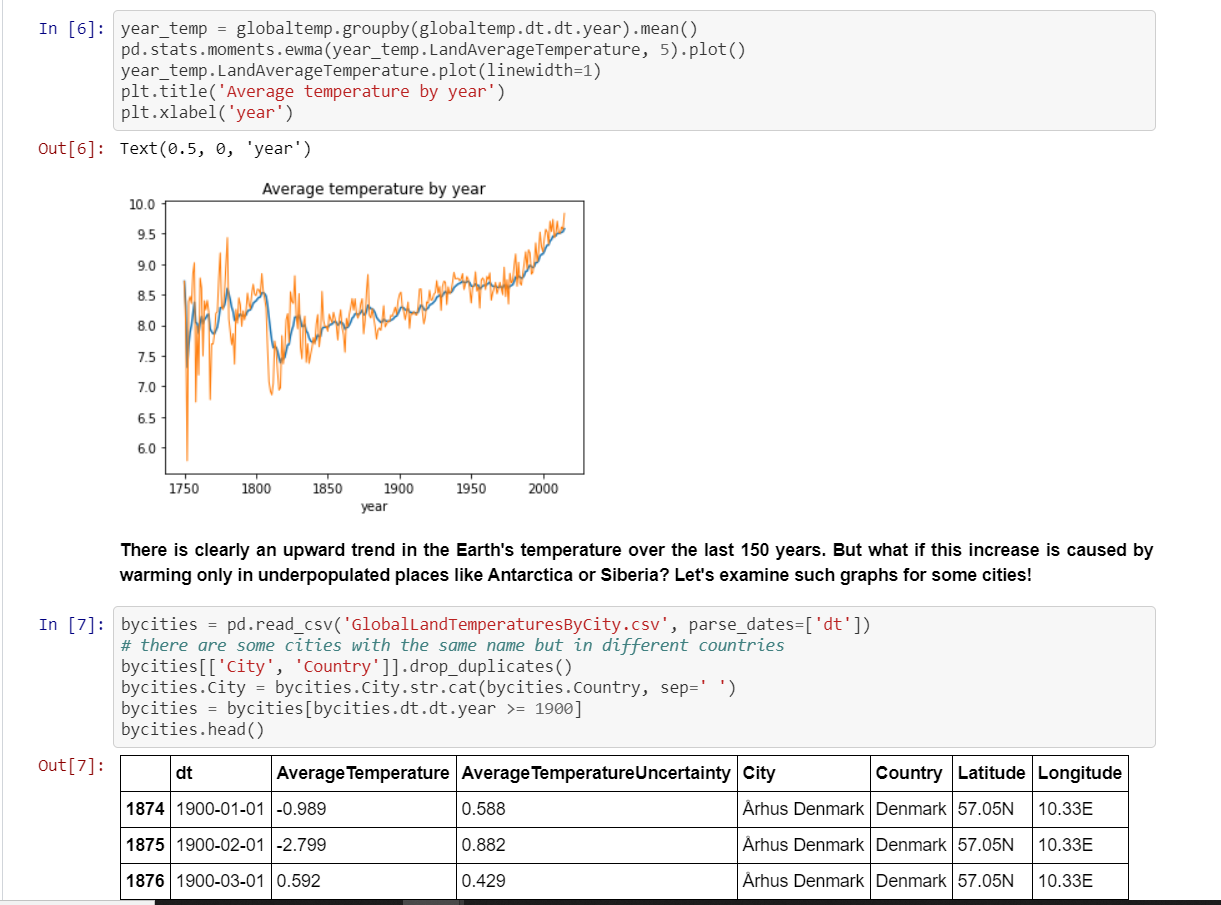 In [6]: year_temp = globaltemp.groupby(globaltemp.dt.dt.year).mean()
pd.stats.moments.ewma(year_temp.LandAverageTemperature, 5).plot()
year_temp.LandAverageTemperature.plot(linewidth=1)
plt.title('Average temperature by year')
plt.xlabel('year')
Out[6]: Text(0.5, 0, 'year')
Average temperature by year
10.0
9.5
9.0
8.5
8.0
7.5
7.0
6.5
6.0
1750 1800 1850 1900 1950 2000
year
There is clearly an upward trend in the Earth's temperature over the last 150 years. But what if this increase is caused by
warming only in underpopulated places like Antarctica or Siberia? Let's examine such graphs for some cities!
In [7]: bycities = pd.read_csv('GlobalLandTemperaturesByCity.csv', parse_dates=['dt'])
# there are some cities with the same name but in different countries
bycities[['City', 'Country']].drop_duplicates()
bycities.City = bycities.City.str.cat(bycities.Country, sep=' ')
bycities = bycities[bycities.dt.dt.year >= 1900]
bycities.head()
Out[7]:
dt AverageTemperature AverageTemperatureUncertainty City Country Latitude Longitude
1874 1900-01-01 -0.989 0.588 Århus Denmark Denmark 57.05N 10.33E
1875 1900-02-01 -2.799 0.882 Århus Denmark Denmark 57.05N 10.33E
1876 1900-03-01 0.592 0.429 Århus Denmark Denmark 57.05N 10.33E